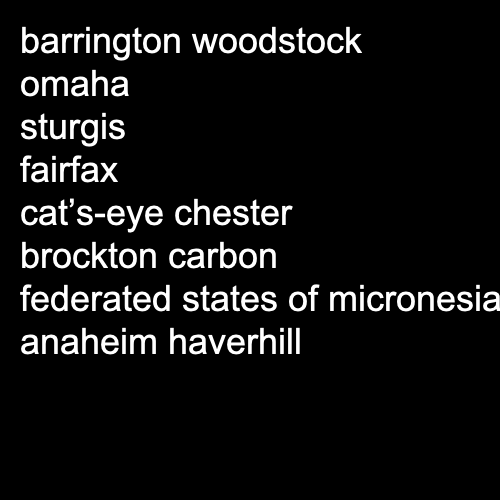 barrington woodstock
omaha
sturgis
fairfax
cat’s-eye chester
brockton carbon
federated states of micronesia
anaheim haverhill